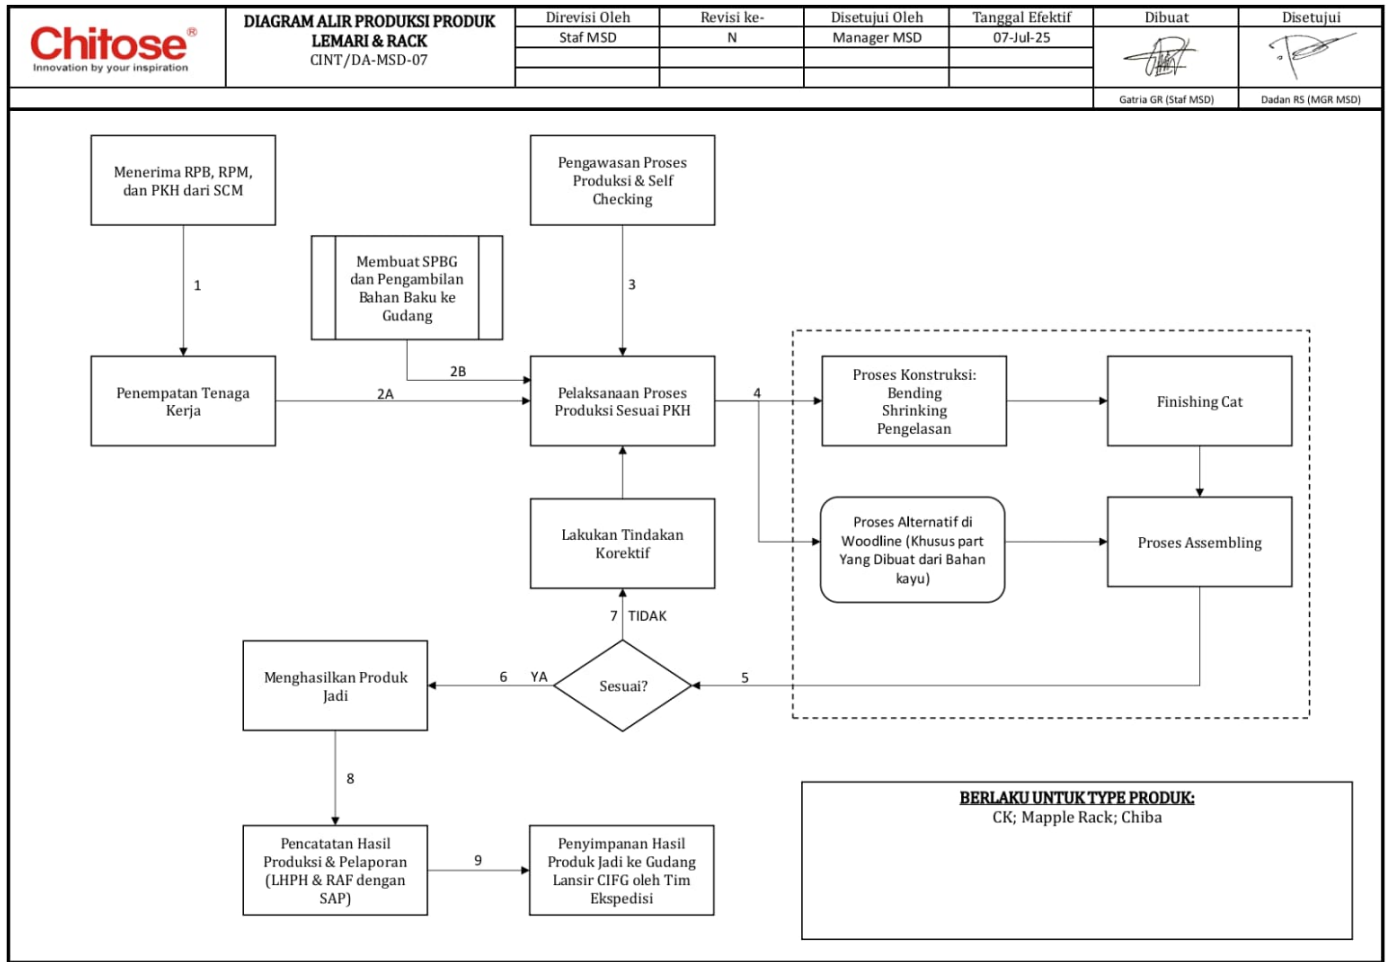 Chitose®
Innovation by your inspiration
DIAGRAM ALIR PRODUKSI PRODUK
LEMARI & RACK
CINT/DA-MSD-07
Direvisi Oleh
Revisi ke-
Disetujui Oleh
Tanggal Efektif
Dibuat
Disetujui
Staf MSD
N
Manager MSD
07-Jul-25
Gatria GR (Staf MSD)
Dadan RS (MGR MSD)
Menerima RPB, RPM,
dan PKH dari SCM
Pengawasan Proses
Produksi & Self
Checking
Membuat SPBG
dan Pengambilan
Bahan Baku ke
Gudang
1
3
2B
Penempatan Tenaga
Kerja
2A
Pelaksanaan Proses
Produksi Sesuai PKH
4
Proses Konstruksi:
Bending
Shrinking
Pengelasan
Finishing Cat
Lakukan Tindakan
Korektif
Proses Alternatif di
Woodline (Khusus part
Yang Dibuat dari Bahan
kayu)
Proses Assembling
7 TIDAK
Menghasilkan Produk
Jadi
6 YA
Sesuai?
5
8
Pencatatan Hasil
Produksi & Pelaporan
(LHPH & RAF dengan
SAP)
9
Penyimpanan Hasil
Produk Jadi ke Gudang
Lansir CIFG oleh Tim
Ekspedisi
BERLAKU UNTUK TYPE PRODUK:
CK; Mapple Rack; Chiba